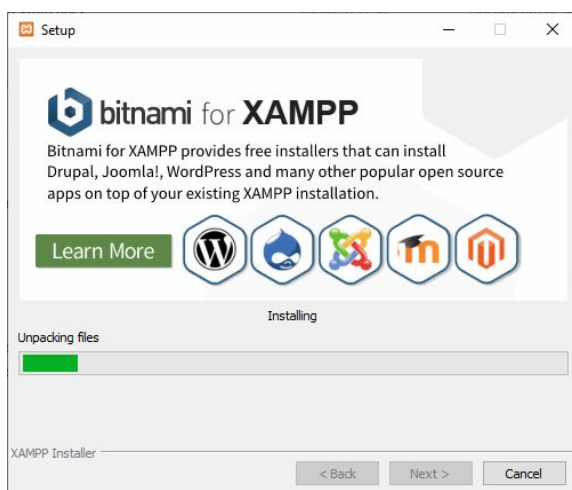 Setup
bitnami for XAMPP
Bitnami for XAMPP provides free installers that can install
Drupal, Joomla!, WordPress and many other popular open source
apps on top of your existing XAMPP installation.
Learn More
Installing
Unpacking files
XAMPP Installer
< Back Next > Cancel